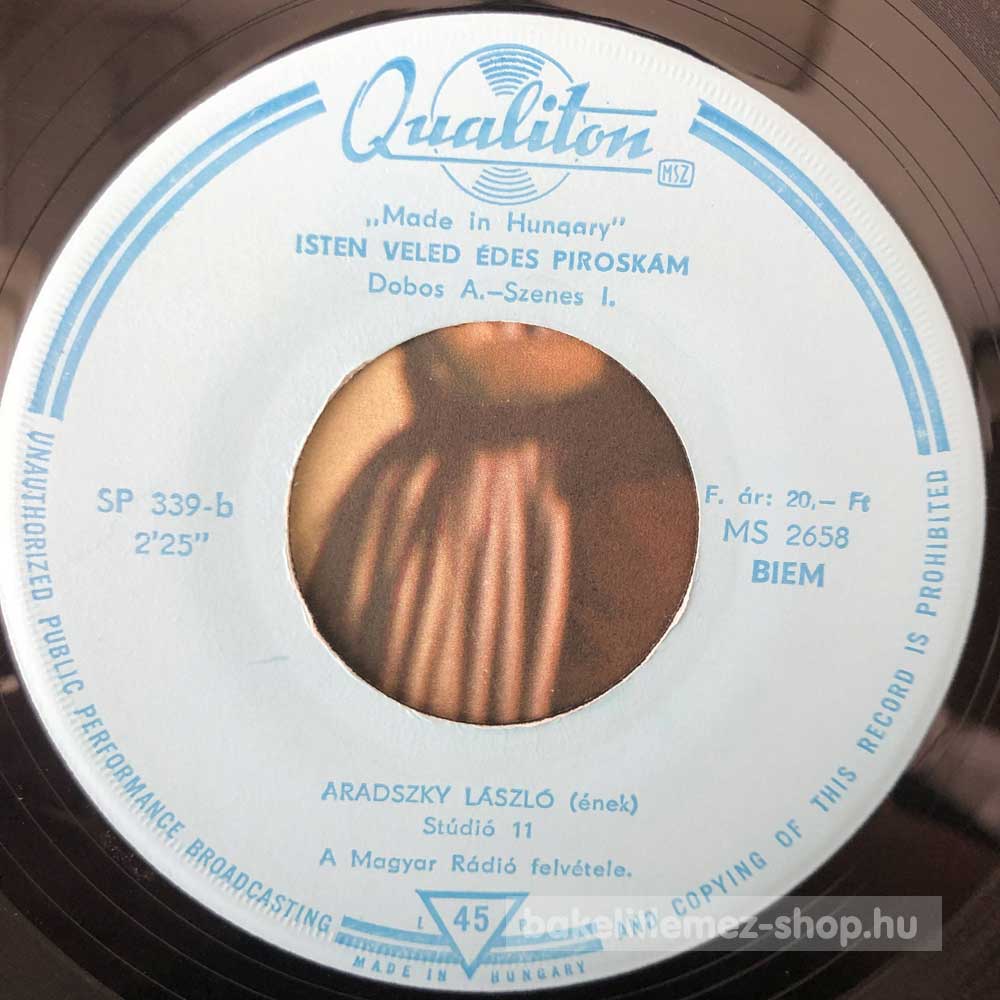 Qualiton
MSZ
„Made in Hungary"
ISTEN VELED ÉDES PIROSKÁM
Dobos A.–Szenes I.
SP 339-b
2'25"
F. ár: 20,– Ft
MS 2658
BIEM
ARADSZKY LÁSZLÓ (ének)
Stúdió 11
A Magyar Rádió felvétele.
L 45
UNAUTHORIZED PUBLIC PERFORMANCE BROADCASTING AND COPYING OF THIS RECORD IS PROHIBITED
MADE IN HUNGARY
bakelitlemez-shop.hu